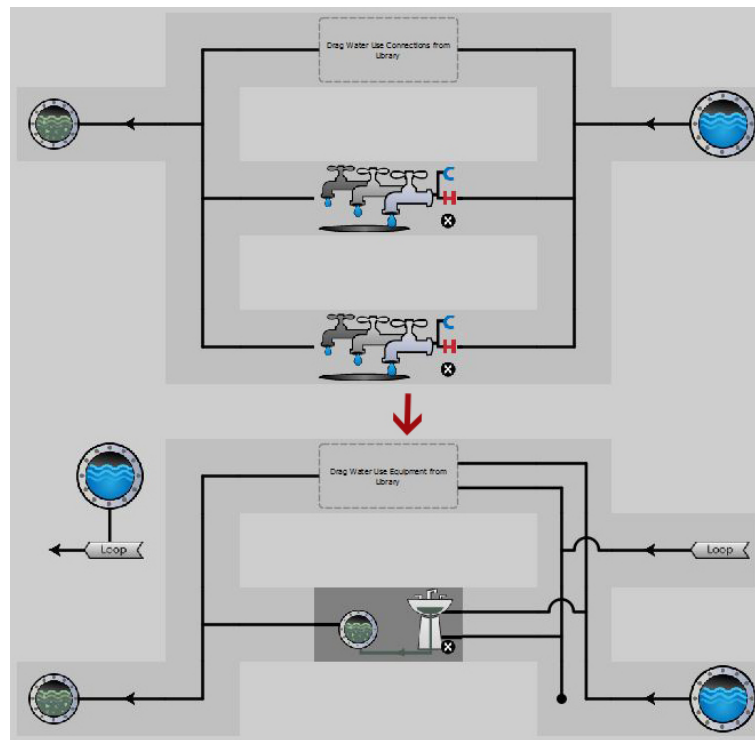 Drag Water Use Connections from
Library
C
H
X
C
H
X
Drag Water Use Equipment from
Library
Loop
Loop
X